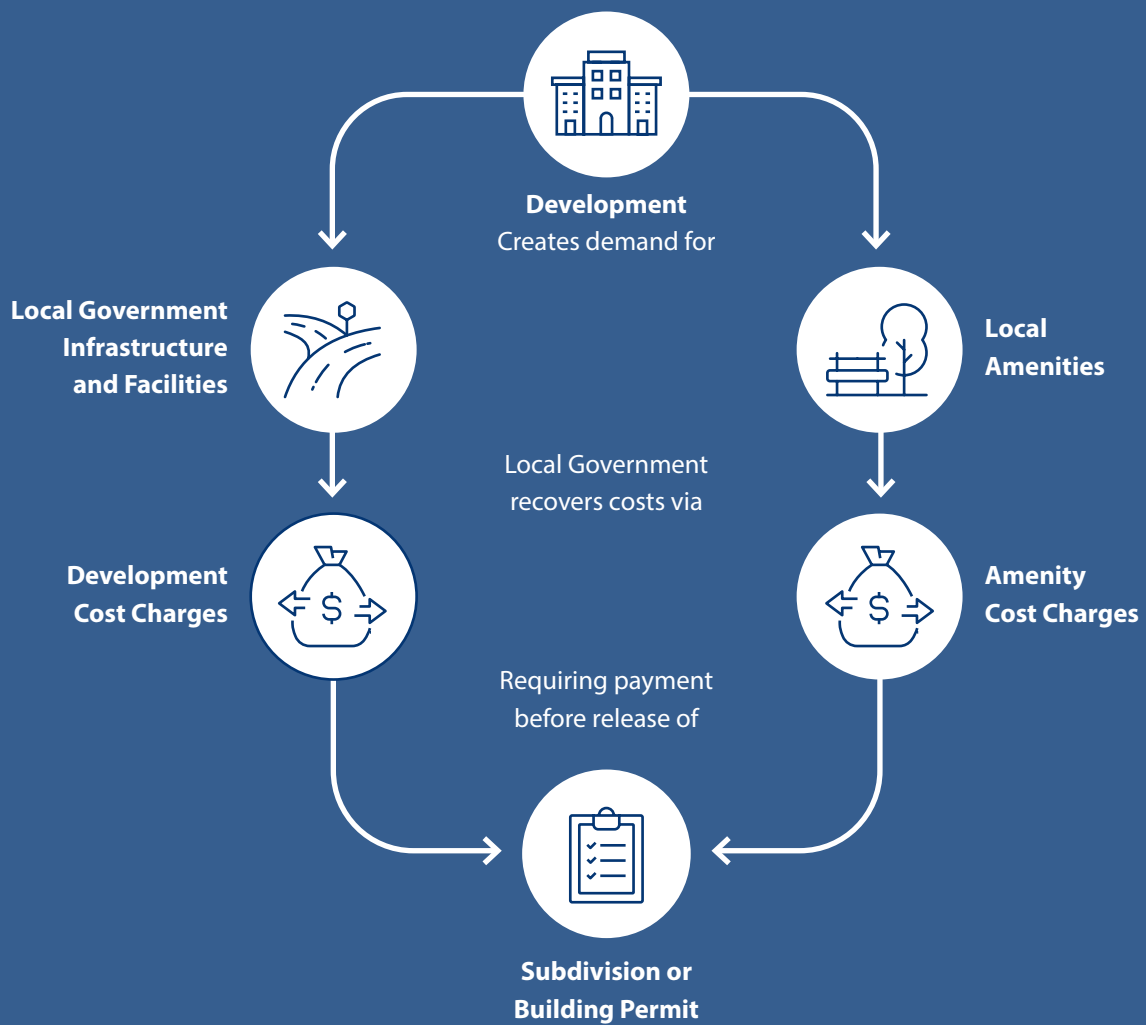 Development
Creates demand for
Local Government
Infrastructure
and Facilities
Local
Amenities
Local Government
recovers costs via
Development
Cost Charges
$
$
Amenity
Cost Charges
Requiring payment
before release of
Subdivision or
Building Permit